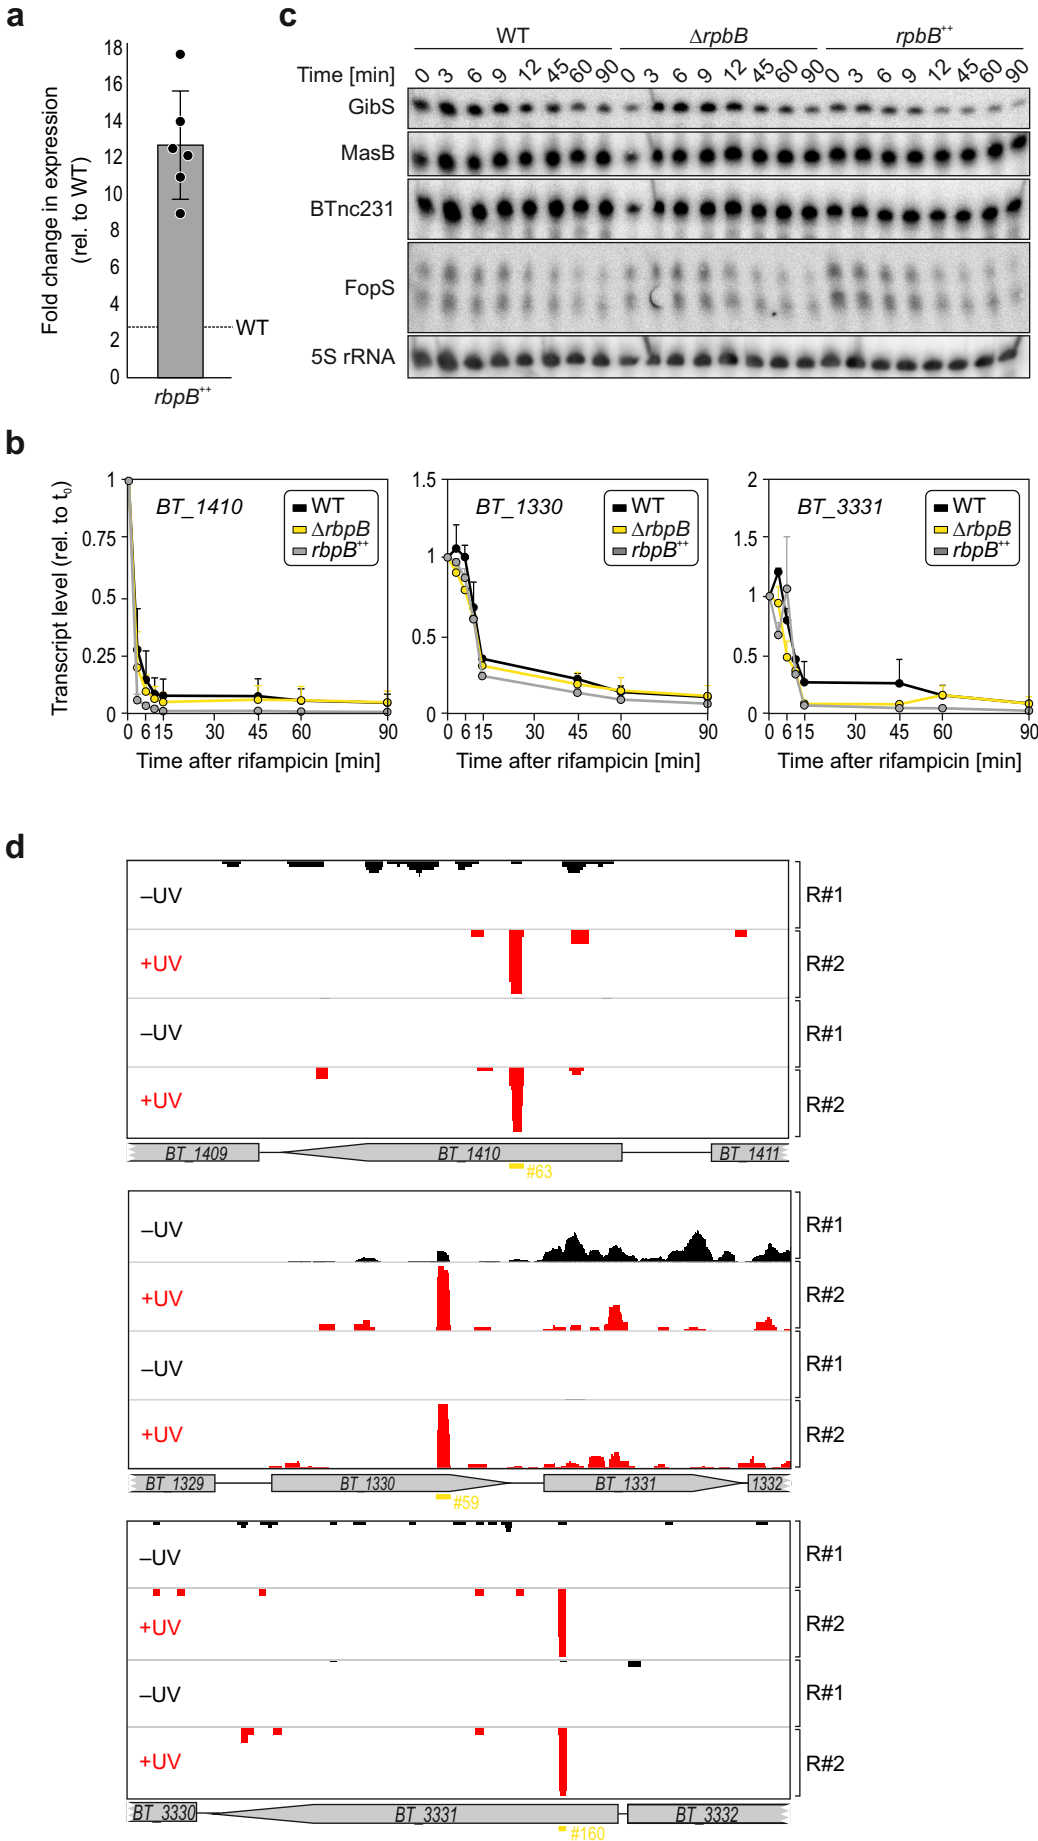 a
18
16
14
12
10
8
6
4
2
0
Fold change in expression
(rel. to WT)
WT
rbpB++
c
WT
ΔrpbB
rpbB++
Time [min]
0 3 6 9 12 45 60 90 0 3 6 9 12 45 60 90 0 3 6 9 12 45 60 90
GibS
MasB
BTnc231
FopS
5S rRNA
b
Transcript level (rel. to t0)
1
0.75
0.5
0.25
0
BT_1410
WT
ΔrbpB
rbpB++
0 6 15 30 45 60 90
Time after rifampicin [min]
1.5
1
0.5
0
BT_1330
WT
ΔrbpB
rbpB++
0 6 15 30 45 60 90
Time after rifampicin [min]
2
1.5
1
0.5
0
BT_3331
WT
ΔrbpB
rbpB++
0 6 15 30 45 60 90
Time after rifampicin [min]
d
–UV
R#1
+UV
R#2
–UV
R#1
+UV
R#2
BT_1409 BT_1410 BT_1411
#63
–UV
R#1
+UV
R#2
–UV
R#1
+UV
R#2
BT_1329 BT_1330 BT_1331 1332
#59
–UV
R#1
+UV
R#2
–UV
R#1
+UV
R#2
BT_3330 BT_3331 BT_3332
#160